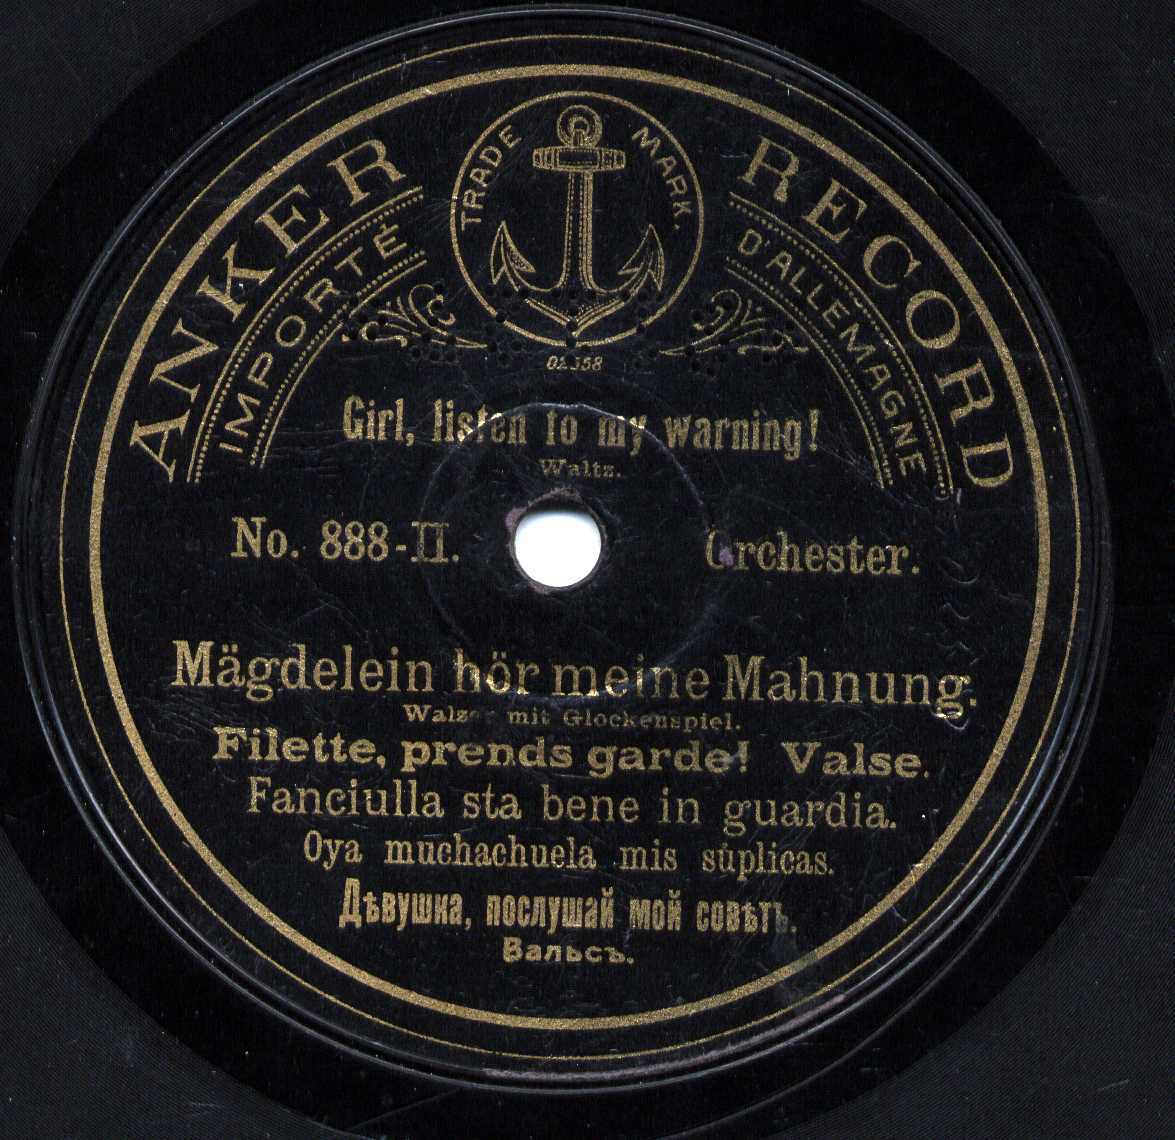 ANKER RECORD
TRADE MARK.
IMPORTÉ D'ALLEMAGNE
Girl, listen to my warning!
Waltz.
No. 888-II. Orchester.
Mägdelein hör meine Mahnung.
Walzer mit Glockenspiel.
Filette, prends garde! Valse.
Fanciulla sta bene in guardia.
Oya muchachuela mis súplicas.
Дѣвушка, послушай мой совѣтъ.
Вальсъ.